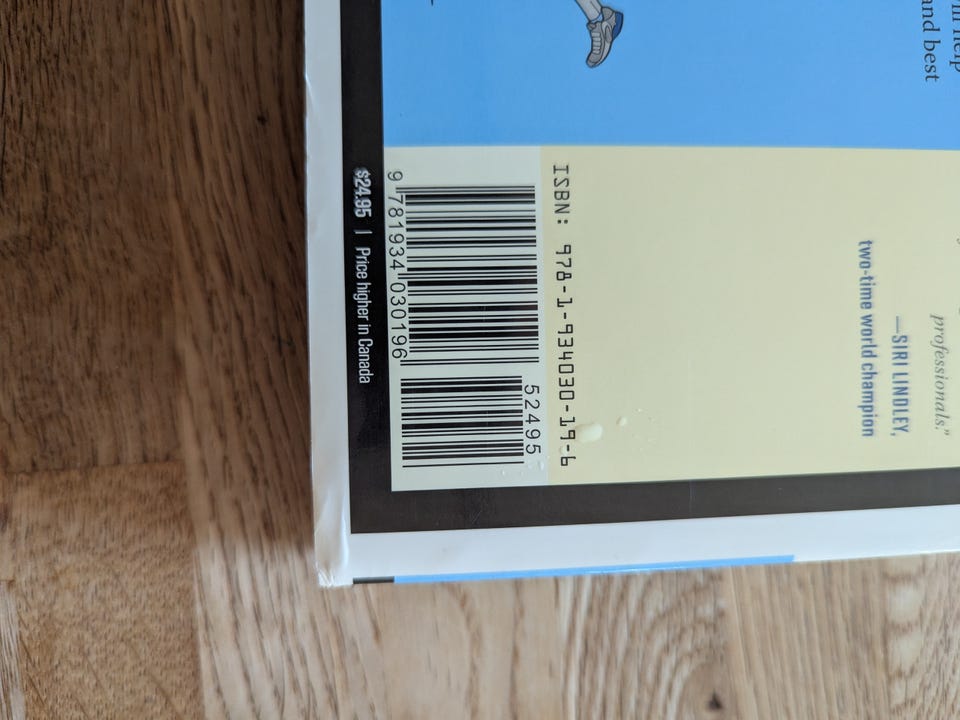 help
and best
professionals.”
—SIRI LINDLEY,
two-time world champion
ISBN: 978-1-934030-19-6
52495
9 781934 030196
$24.95 | Price higher in Canada